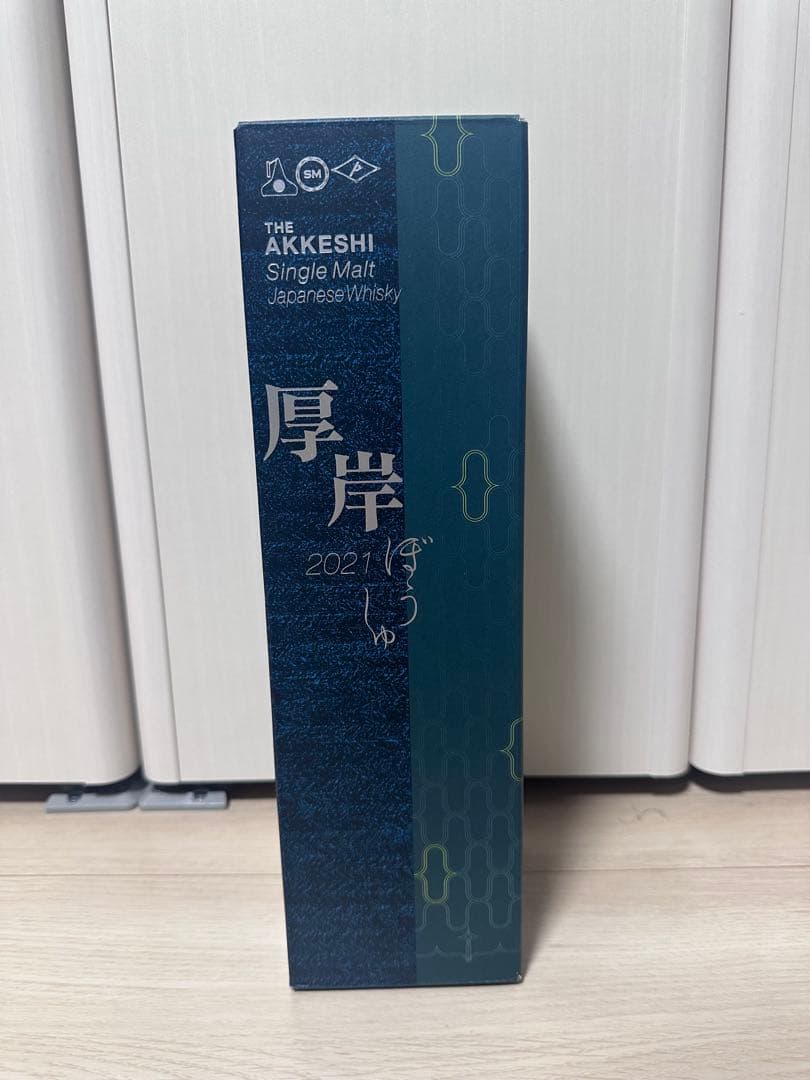 SM
THE
AKKESHI
Single Malt
Japanese Whisky
厚岸
2021
ぼうしゅ